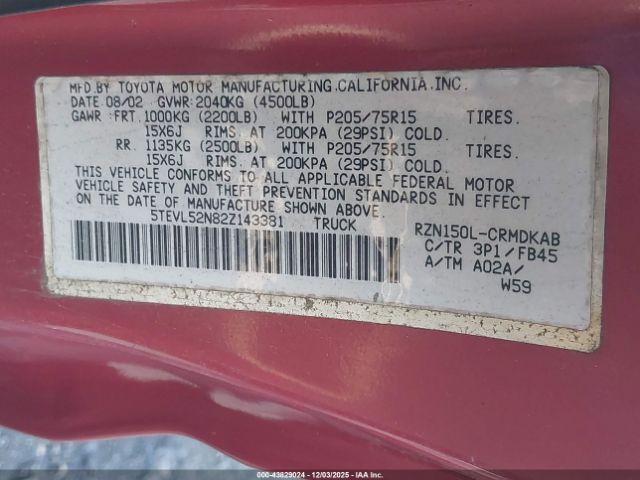 MFD.BY TOYOTA MOTOR MANUFACTURING.CALIFORNIA.INC.
DATE 08/02 GVWR:2040KG (4500LB)
GAWR :FRT.1000KG (2200LB) WITH P205/75R15 TIRES.
15X6J RIMS. AT 200KPA (29PSI) COLD.
RR. 1135KG (2500LB) WITH P205/75R15 TIRES.
15X6J RIMS. AT 200KPA (29PSI) COLD.
THIS VEHICLE CONFORMS TO ALL APPLICABLE FEDERAL MOTOR
VEHICLE SAFETY AND THEFT PREVENTION STANDARDS IN EFFECT
ON THE DATE OF MANUFACTURE SHOWN ABOVE.
5TEVL52N82Z143381 TRUCK RZN150L-CRMDKAB
C/TR 3P1/FB45
A/TM A02A/
W59
000-43829024 - 12/03/2025 - IAA, LLC